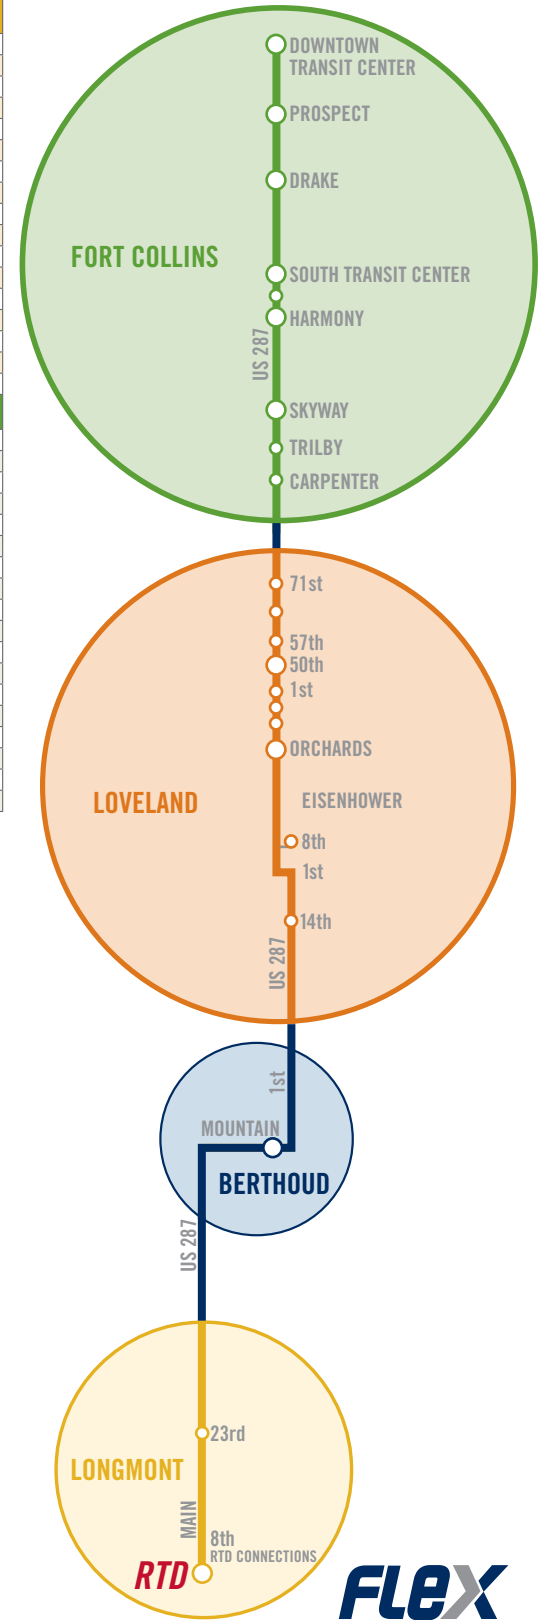 DOWNTOWN
TRANSIT CENTER
PROSPECT
DRAKE
FORT COLLINS
SOUTH TRANSIT CENTER
HARMONY
US 287
SKYWAY
TRILBY
CARPENTER
71st
57th
50th
1st
ORCHARDS
LOVELAND
EISENHOWER
8th
1st
14th
US 287
1st
MOUNTAIN
BERTHOUD
US 287
23rd
LONGMONT
MAIN
8th
RTD CONNECTIONS
RTD
FLEX